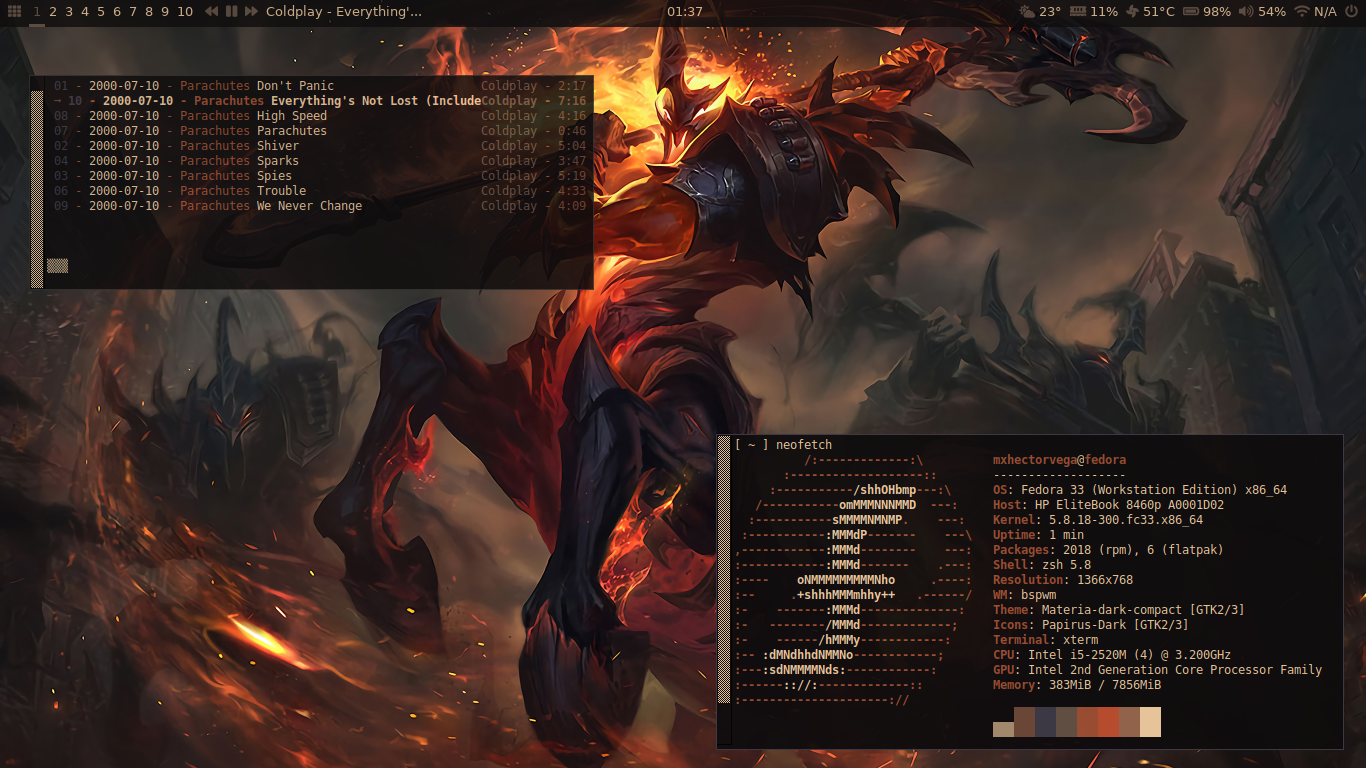 1 2 3 4 5 6 7 8 9 10 Coldplay - Everything'... 01:37 23° 11% 51°C 98% 54% N/A
01 - 2000-07-10 - Parachutes Don't Panic Coldplay - 2:17
→ 10 - 2000-07-10 - Parachutes Everything's Not Lost (Include Coldplay - 7:16
08 - 2000-07-10 - Parachutes High Speed Coldplay - 4:16
07 - 2000-07-10 - Parachutes Parachutes Coldplay - 0:46
02 - 2000-07-10 - Parachutes Shiver Coldplay - 5:04
04 - 2000-07-10 - Parachutes Sparks Coldplay - 3:47
03 - 2000-07-10 - Parachutes Spies Coldplay - 5:19
06 - 2000-07-10 - Parachutes Trouble Coldplay - 4:33
09 - 2000-07-10 - Parachutes We Never Change Coldplay - 4:09
[ ~ ] neofetch
/:-------------:\ mxhectorvega@fedora
:-------------------:: -------------------
:-----------/shhOHbmp---:\ OS: Fedora 33 (Workstation Edition) x86_64
/-----------omMMMNNNMMD  ---: Host: HP EliteBook 8460p A0001D02
:-----------sMMMMNMNMP.    ---: Kernel: 5.8.18-300.fc33.x86_64
:-----------:MMMdP-------    ---\ Uptime: 1 min
,------------:MMMd--------    ---: Packages: 2018 (rpm), 6 (flatpak)
:------------:MMMd-------    .---: Shell: zsh 5.8
:----    oNMMMMMMMMMNho     .----: Resolution: 1366x768
:--     .+shhhMMMmhhy++   .------/ WM: bspwm
:-    -------:MMMd--------------: Theme: Materia-dark-compact [GTK2/3]
:-   --------/MMMd-------------; Icons: Papirus-Dark [GTK2/3]
:-    ------/hMMMy------------: Terminal: xterm
:-- :dMNdhhdNMMNo------------; CPU: Intel i5-2520M (4) @ 3.200GHz
:---:sdNMMMMNds:------------: GPU: Intel 2nd Generation Core Processor Family
:------:://:-------------:: Memory: 383MiB / 7856MiB
:---------------------://